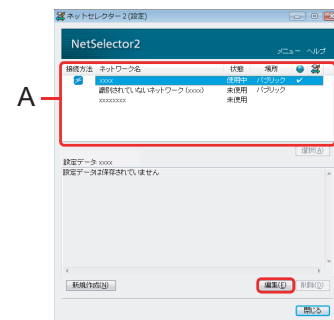 ネットセレクター2(設定)
NetSelector2
メニュー ヘルプ
接続方法 ネットワーク名 状態 場所
xxxx 使用中 パブリック
A
識別されていないネットワーク(xxxx) 未使用 パブリック
xxxxxxxx 未使用
選択(A)
設定データ: xxxx
設定データは保存されていません
新規作成(N) 編集(E) 削除(D)
閉じる